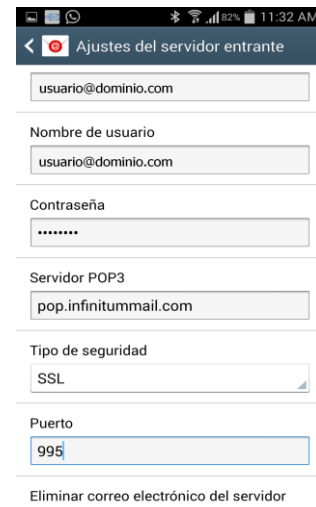 82% 11:32 AM
Ajustes del servidor entrante
usuario@dominio.com
Nombre de usuario
usuario@dominio.com
Contraseña
••••••••
Servidor POP3
pop.infinitummail.com
Tipo de seguridad
SSL
Puerto
995
Eliminar correo electrónico del servidor